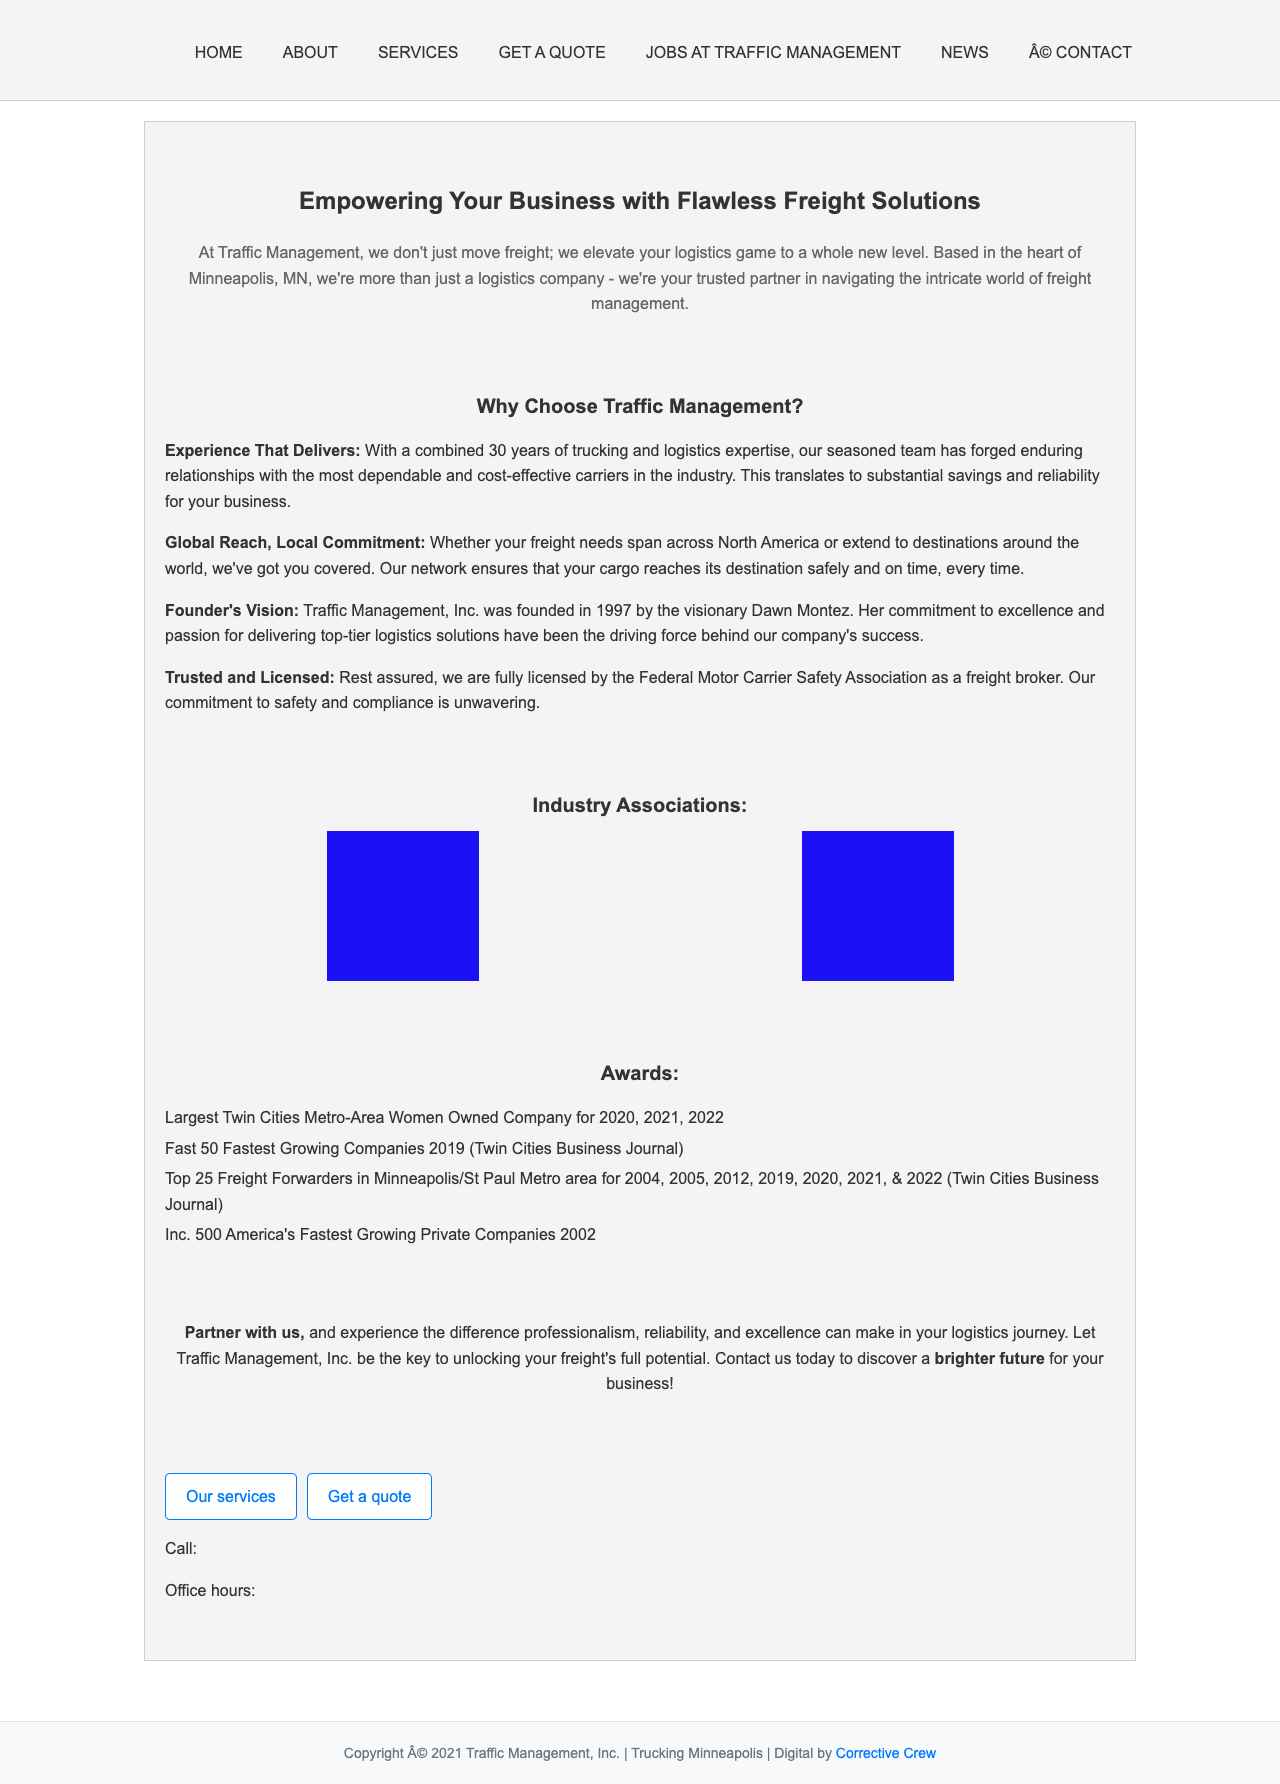 HOME ABOUT SERVICES GET A QUOTE JOBS AT TRAFFIC MANAGEMENT NEWS Â© CONTACT
Empowering Your Business with Flawless Freight Solutions
At Traffic Management, we don't just move freight; we elevate your logistics game to a whole new level. Based in the heart of
Minneapolis, MN, we're more than just a logistics company - we're your trusted partner in navigating the intricate world of freight
management.
Why Choose Traffic Management?
Experience That Delivers: With a combined 30 years of trucking and logistics expertise, our seasoned team has forged enduring
relationships with the most dependable and cost-effective carriers in the industry. This translates to substantial savings and reliability
for your business.
Global Reach, Local Commitment: Whether your freight needs span across North America or extend to destinations around the
world, we've got you covered. Our network ensures that your cargo reaches its destination safely and on time, every time.
Founder's Vision: Traffic Management, Inc. was founded in 1997 by the visionary Dawn Montez. Her commitment to excellence and
passion for delivering top-tier logistics solutions have been the driving force behind our company's success.
Trusted and Licensed: Rest assured, we are fully licensed by the Federal Motor Carrier Safety Association as a freight broker. Our
commitment to safety and compliance is unwavering.
Industry Associations:
Awards:
Largest Twin Cities Metro-Area Women Owned Company for 2020, 2021, 2022
Fast 50 Fastest Growing Companies 2019 (Twin Cities Business Journal)
Top 25 Freight Forwarders in Minneapolis/St Paul Metro area for 2004, 2005, 2012, 2019, 2020, 2021, & 2022 (Twin Cities Business
Journal)
Inc. 500 America's Fastest Growing Private Companies 2002
Partner with us, and experience the difference professionalism, reliability, and excellence can make in your logistics journey. Let
Traffic Management, Inc. be the key to unlocking your freight's full potential. Contact us today to discover a brighter future for your
business!
Our services Get a quote
Call:
Office hours:
Copyright Â© 2021 Traffic Management, Inc. | Trucking Minneapolis | Digital by Corrective Crew